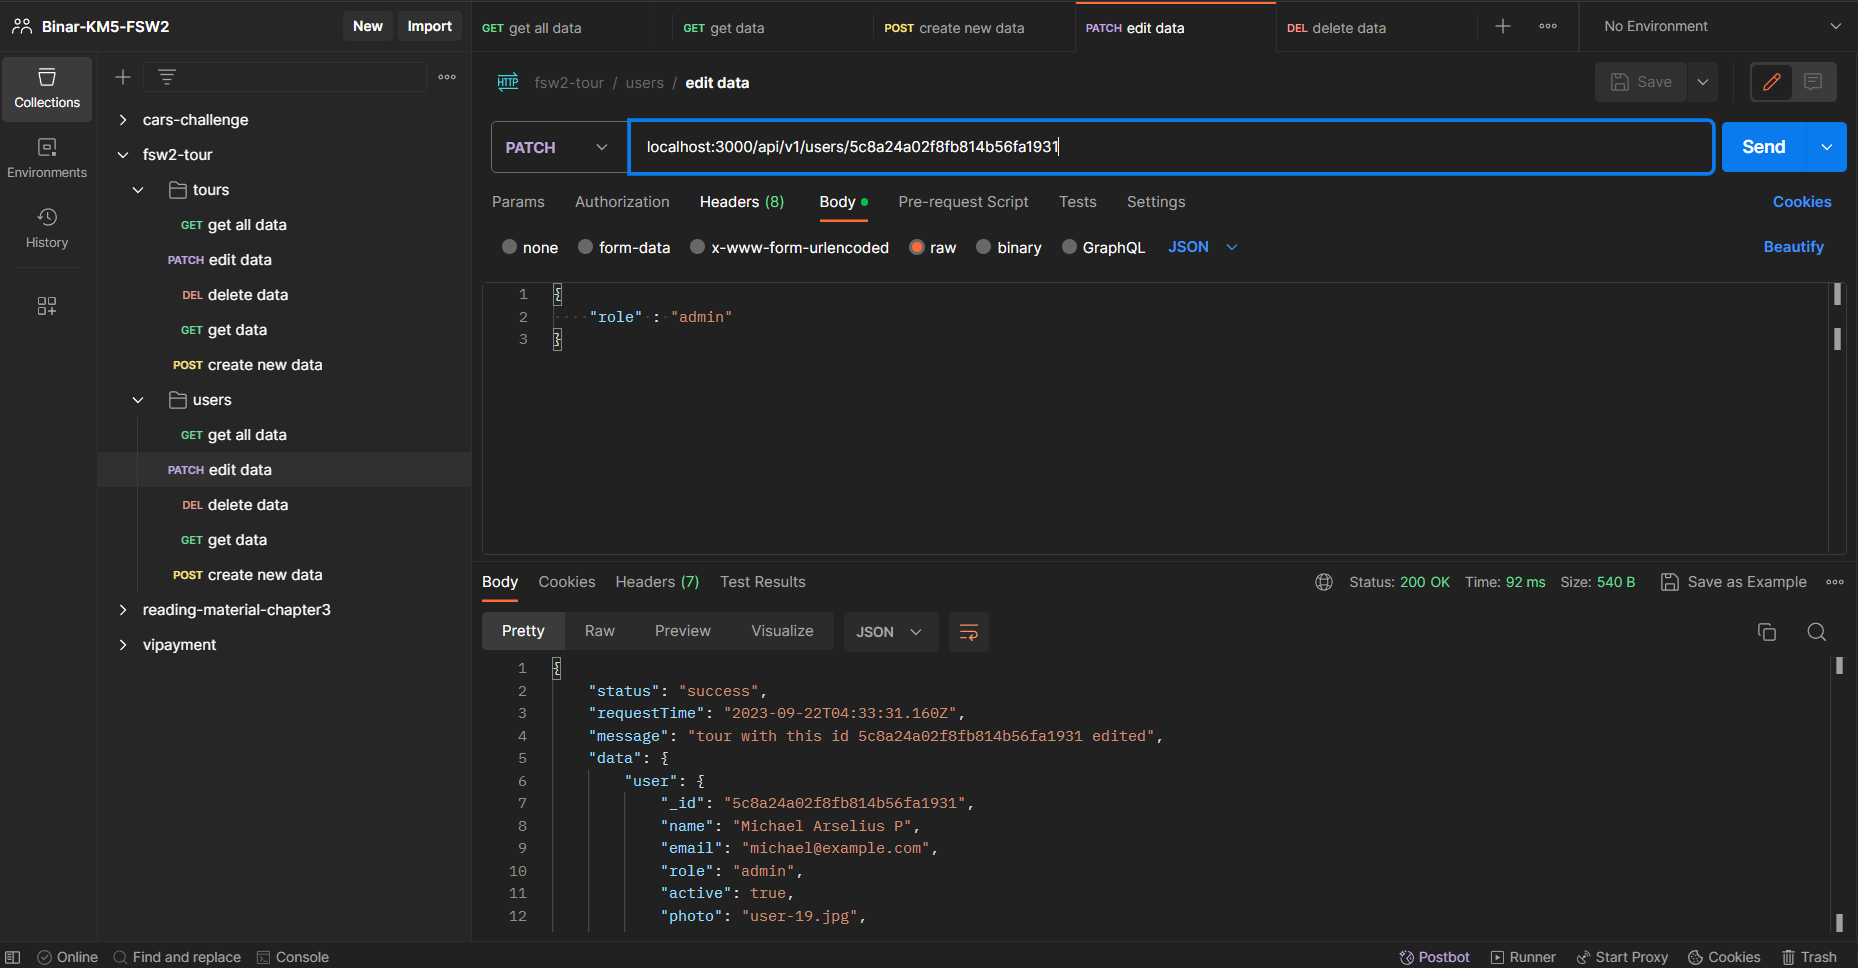 Binar-KM5-FSW2
New
Import
GET get all data
GET get data
POST create new data
PATCH edit data
DEL delete data
No Environment
Collections
Environments
History
cars-challenge
fsw2-tour
tours
GET get all data
PATCH edit data
DEL delete data
GET get data
POST create new data
users
GET get all data
PATCH edit data
DEL delete data
GET get data
POST create new data
reading-material-chapter3
vipayment
HTTP fsw2-tour / users / edit data
Save
PATCH
localhost:3000/api/v1/users/5c8a24a02f8fb814b56fa1931
Send
Params Authorization Headers (8) Body Pre-request Script Tests Settings
Cookies
none form-data x-www-form-urlencoded raw binary GraphQL JSON
Beautify
1 {
2 "role" : "admin"
3 }
Body Cookies Headers (7) Test Results
Status: 200 OK Time: 92 ms Size: 540 B Save as Example
Pretty Raw Preview Visualize JSON
1 {
2 "status": "success",
3 "requestTime": "2023-09-22T04:33:31.160Z",
4 "message": "tour with this id 5c8a24a02f8fb814b56fa1931 edited",
5 "data": {
6 "user": {
7 "_id": "5c8a24a02f8fb814b56fa1931",
8 "name": "Michael Arselius P",
9 "email": "michael@example.com",
10 "role": "admin",
11 "active": true,
12 "photo": "user-19.jpg",
Online Find and replace Console
Postbot Runner Start Proxy Cookies Trash